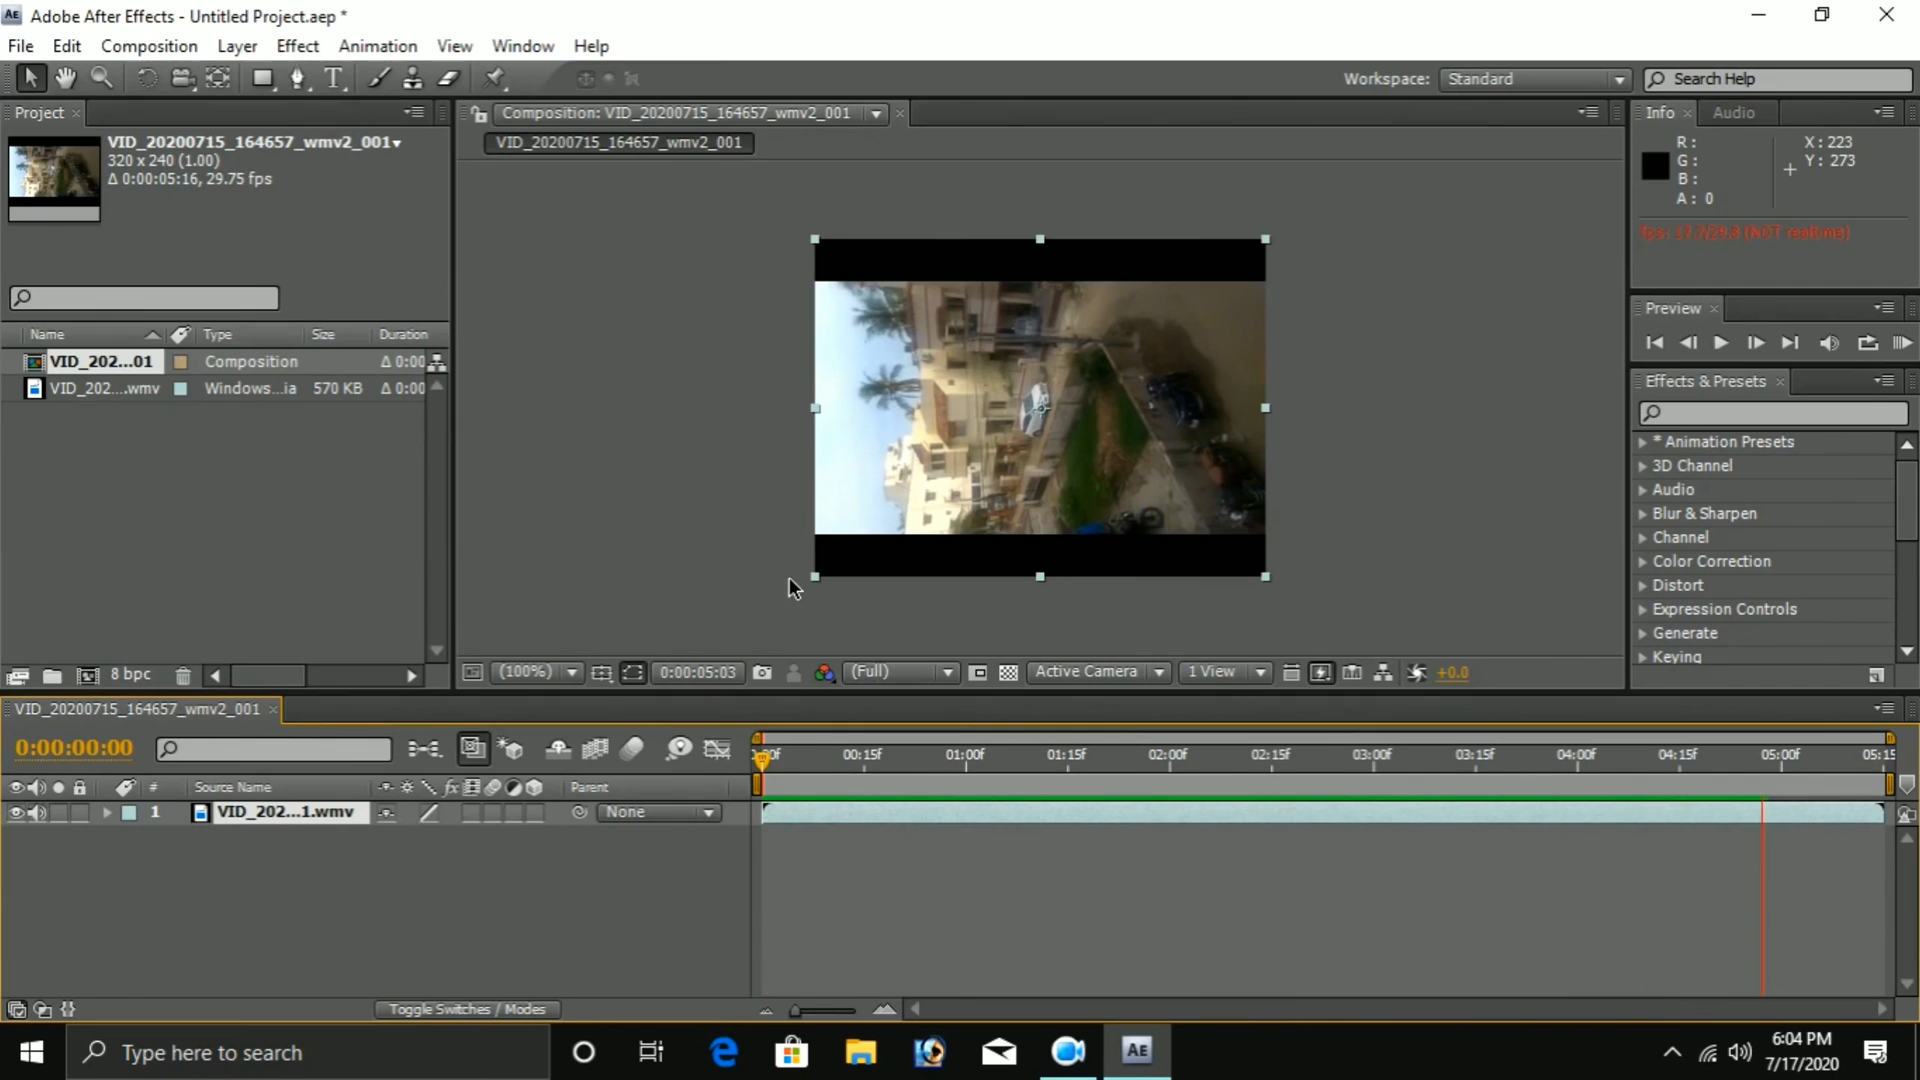 Adobe After Effects - Untitled Project.aep *
File Edit Composition Layer Effect Animation View Window Help
Workspace: Standard Search Help
Project
VID_20200715_164657_wmv2_001
320 x 240 (1.00)
Δ 0:00:05:16, 29.75 fps
Name Type Size Duration
VID_202...01 Composition Δ 0:00
VID_202....wmv Windows...ia 570 KB Δ 0:00
8 bpc
Composition: VID_20200715_164657_wmv2_001
VID_20200715_164657_wmv2_001
(100%) 0:00:05:03 (Full) Active Camera 1 View +0.0
Info Audio
R: X: 223
G: Y: 273
B:
A: 0
fps: 17.7/29.8 (NOT realtime)
Preview
Effects & Presets
* Animation Presets
3D Channel
Audio
Blur & Sharpen
Channel
Color Correction
Distort
Expression Controls
Generate
Keying
VID_20200715_164657_wmv2_001
0:00:00:00
00f 00:15f 01:00f 01:15f 02:00f 02:15f 03:00f 03:15f 04:00f 04:15f 05:00f 05:15
# Source Name fx Parent
1 VID_202...1.wmv None
Toggle Switches / Modes
Type here to search
AE
6:04 PM
7/17/2020